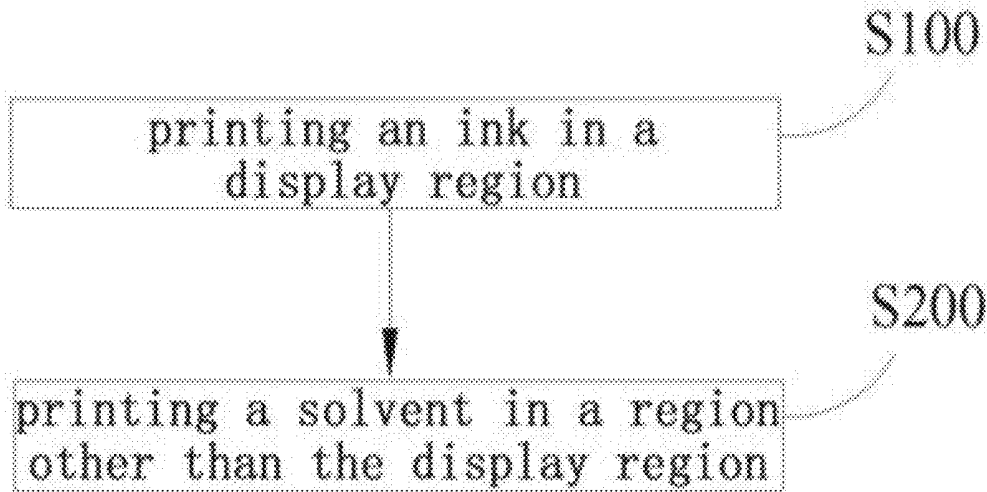 S100
printing an ink in a
display region
S200
printing a solvent in a region
other than the display region